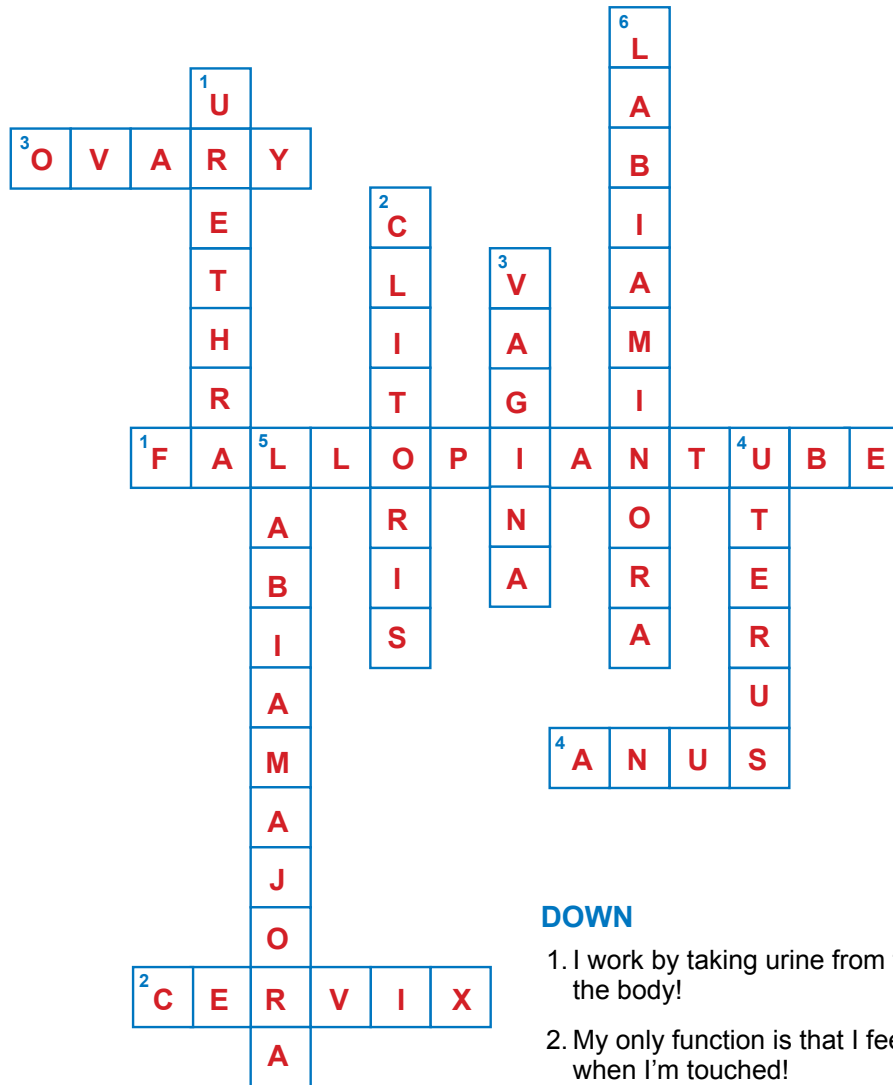 6 L
1 U A
3 O V A R Y B
E 2 C I
T L 3 V A
H I A M
R T G I
1 F A 5 L L O P I A N T 4 U B E
A R N O T
B I A R E
I S A R
A U
M 4 A N U S
A
J
O
2 C E R V I X
A
DOWN
1. I work by taking urine from
the body!
2. My only function is that I fee
when I'm touched!